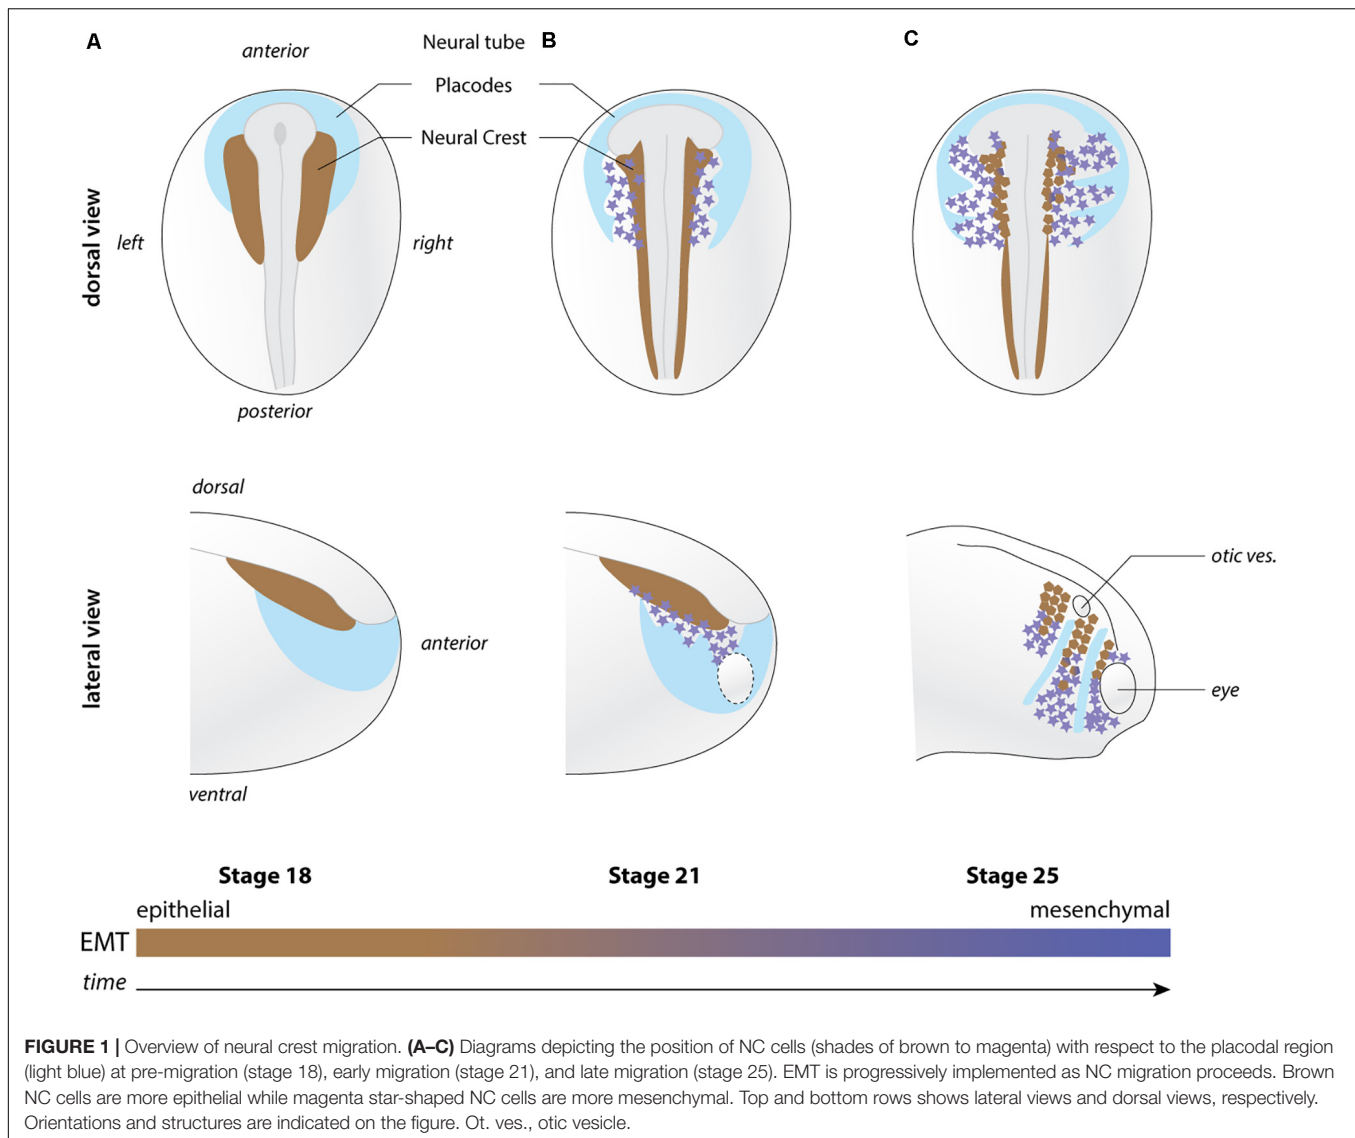 A
anterior
Neural tube
B
C
Placodes
Neural Crest
dorsal view
left
right
posterior
dorsal
lateral view
otic ves.
anterior
eye
ventral
Stage 18
Stage 21
Stage 25
epithelial
mesenchymal
EMT
time
FIGURE 1 | Overview of neural crest migration. (A–C) Diagrams depicting the position of NC cells (shades of brown to magenta) with respect to the placodal region
(light blue) at pre-migration (stage 18), early migration (stage 21), and late migration (stage 25). EMT is progressively implemented as NC migration proceeds. Brown
NC cells are more epithelial while magenta star-shaped NC cells are more mesenchymal. Top and bottom rows shows lateral views and dorsal views, respectively.
Orientations and structures are indicated on the figure. Ot. ves., otic vesicle.